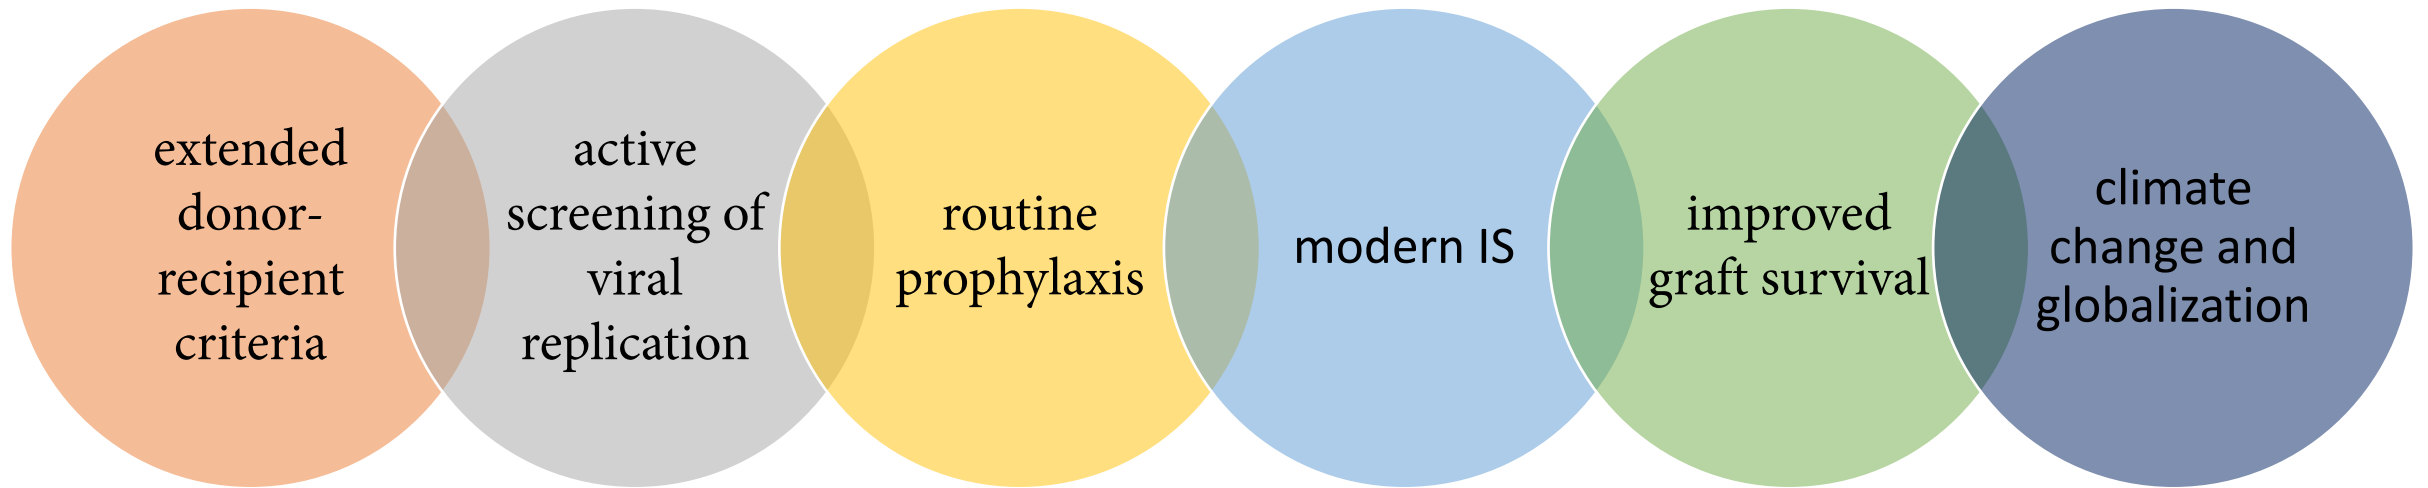 extended
donor-
recipient
criteria
active
screening of
viral
replication
routine
prophylaxis
modern IS
improved
graft survival
climate
change and
globalization